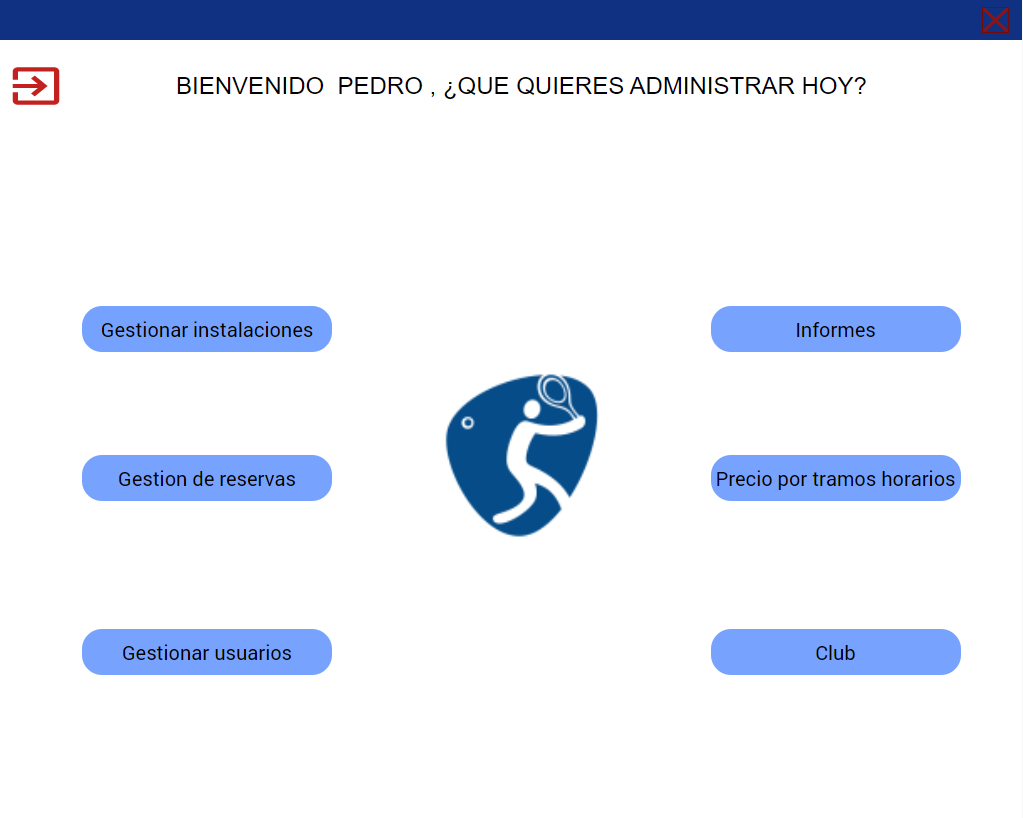 BIENVENIDO  PEDRO , ¿QUE QUIERES ADMINISTRAR HOY?
Gestionar instalaciones
Informes
Gestion de reservas
Precio por tramos horarios
Gestionar usuarios
Club